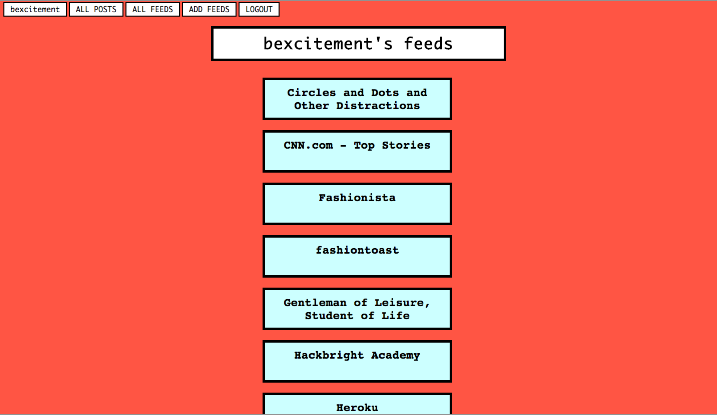 bexcitement ALL POSTS ALL FEEDS ADD FEEDS LOGOUT
bexcitement's feeds
Circles and Dots and
Other Distractions
CNN.com - Top Stories
Fashionista
fashiontoast
Gentleman of Leisure,
Student of Life
Hackbright Academy
Heroku